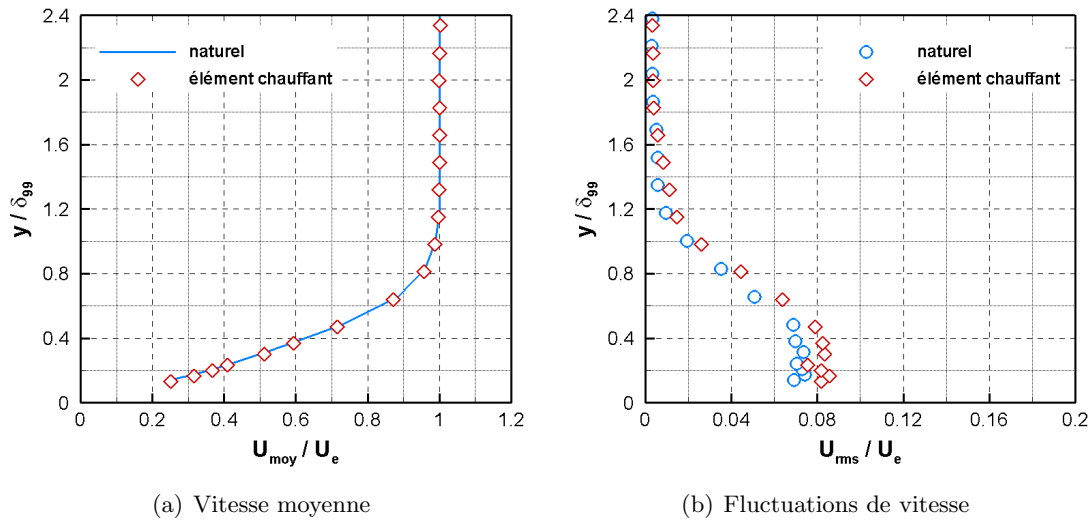 2.4
2
1.6
1.2
0.8
0.4
0
y / δ99
naturel
élément chauffant
0 0.2 0.4 0.6 0.8 1 1.2
Umoy / Ue
(a) Vitesse moyenne
2.4
2
1.6
1.2
0.8
0.4
0
y / δ99
naturel
élément chauffant
0 0.04 0.08 0.12 0.16 0.2
Urms / Ue
(b) Fluctuations de vitesse